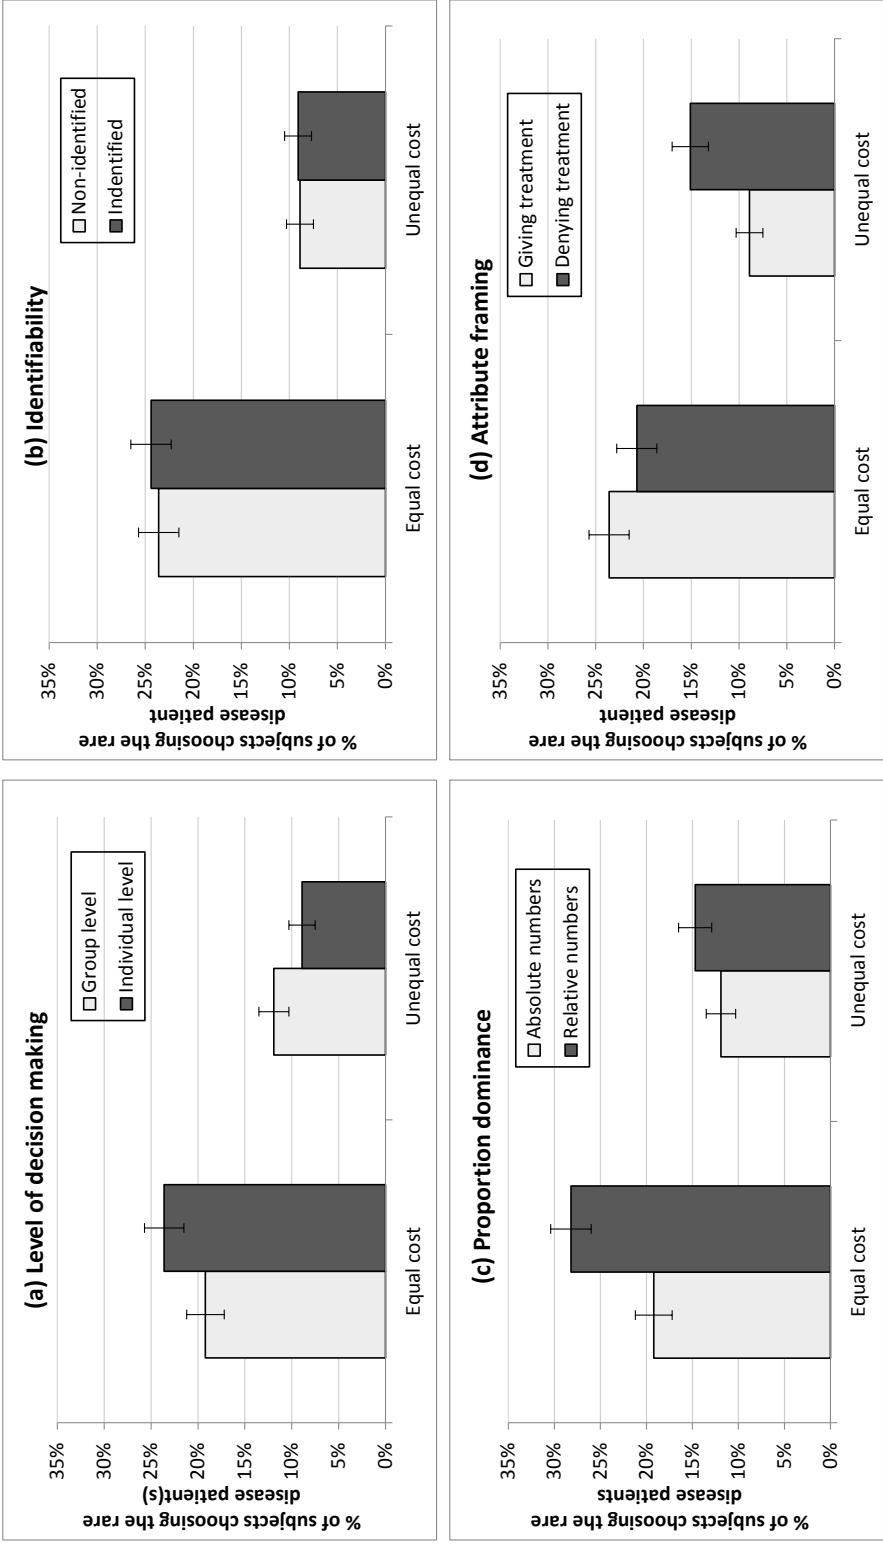 (a) Level of decision making
% of subjects choosing the rare
disease patient(s)
35%
30%
25%
20%
15%
10%
5%
0%
Group level
Individual level
Equal cost
Unequal cost
(b) Identifiability
% of subjects choosing the rare
disease patient
35%
30%
25%
20%
15%
10%
5%
0%
Non-identified
Indentified
Equal cost
Unequal cost
(c) Proportion dominance
% of subjects choosing the rare
disease patients
35%
30%
25%
20%
15%
10%
5%
0%
Absolute numbers
Relative numbers
Equal cost
Unequal cost
(d) Attribute framing
% of subjects choosing the rare
disease patient
35%
30%
25%
20%
15%
10%
5%
0%
Giving treatment
Denying treatment
Equal cost
Unequal cost